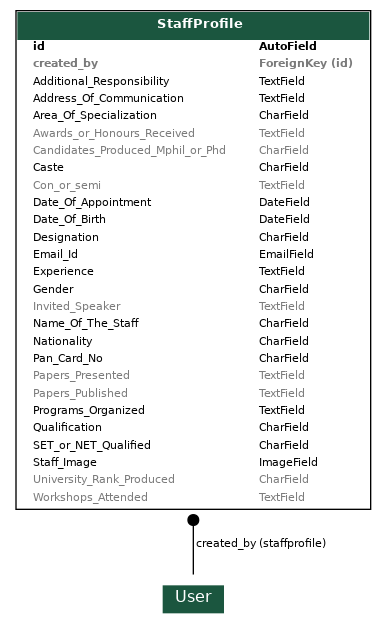 StaffProfile
id AutoField
created_by ForeignKey (id)
Additional_Responsibility TextField
Address_Of_Communication TextField
Area_Of_Specialization CharField
Awards_or_Honours_Received TextField
Candidates_Produced_Mphil_or_Phd CharField
Caste CharField
Con_or_semi TextField
Date_Of_Appointment DateField
Date_Of_Birth DateField
Designation CharField
Email_Id EmailField
Experience TextField
Gender CharField
Invited_Speaker TextField
Name_Of_The_Staff CharField
Nationality CharField
Pan_Card_No CharField
Papers_Presented TextField
Papers_Published TextField
Programs_Organized TextField
Qualification CharField
SET_or_NET_Qualified CharField
Staff_Image ImageField
University_Rank_Produced CharField
Workshops_Attended TextField
created_by (staffprofile)
User